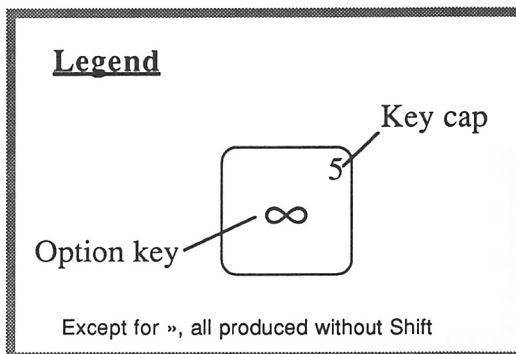 Legend
Key cap
5
∞
Option key
Except for », all produced without Shift